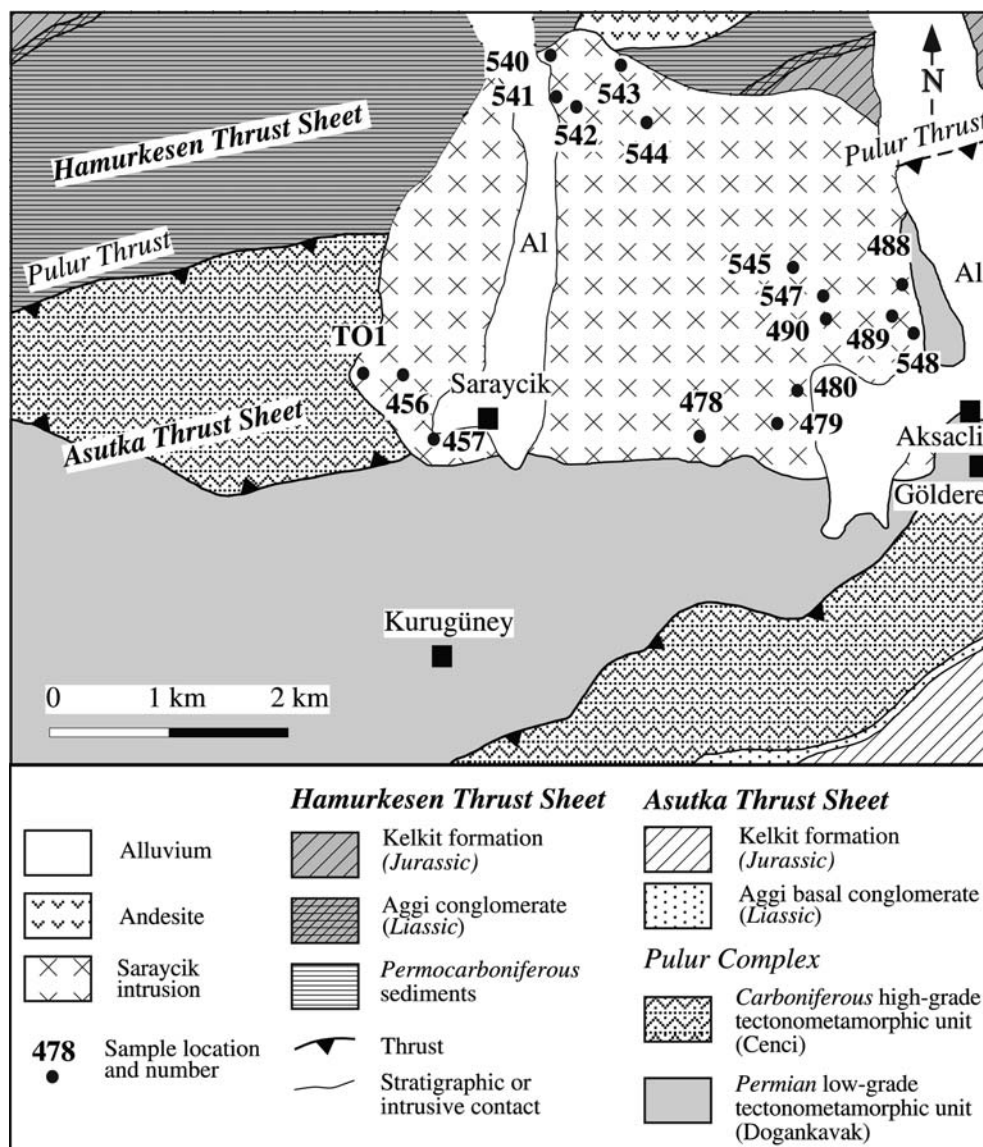 540
541
542
543
544
N
Hamurkesen Thrust Sheet
Pulur Thrust
Pulur Thrust
Al
488
Al
545
547
490
489
548
TO1
456
Saraycik
457
478
480
479
Asutka Thrust Sheet
Aksacli
Göldere
Kurugüney
0 1 km 2 km
Alluvium
Andesite
Saraycik
intrusion
478
Sample location
and number
Hamurkesen Thrust Sheet
Kelkit formation
(Jurassic)
Aggi conglomerate
(Liassic)
Permocarboniferous
sediments
Thrust
Stratigraphic or
intrusive contact
Asutka Thrust Sheet
Kelkit formation
(Jurassic)
Aggi basal conglomerate
(Liassic)
Pulur Complex
Carboniferous high-grade
tectonometamorphic unit
(Cenci)
Permian low-grade
tectonometamorphic unit
(Dogankavak)